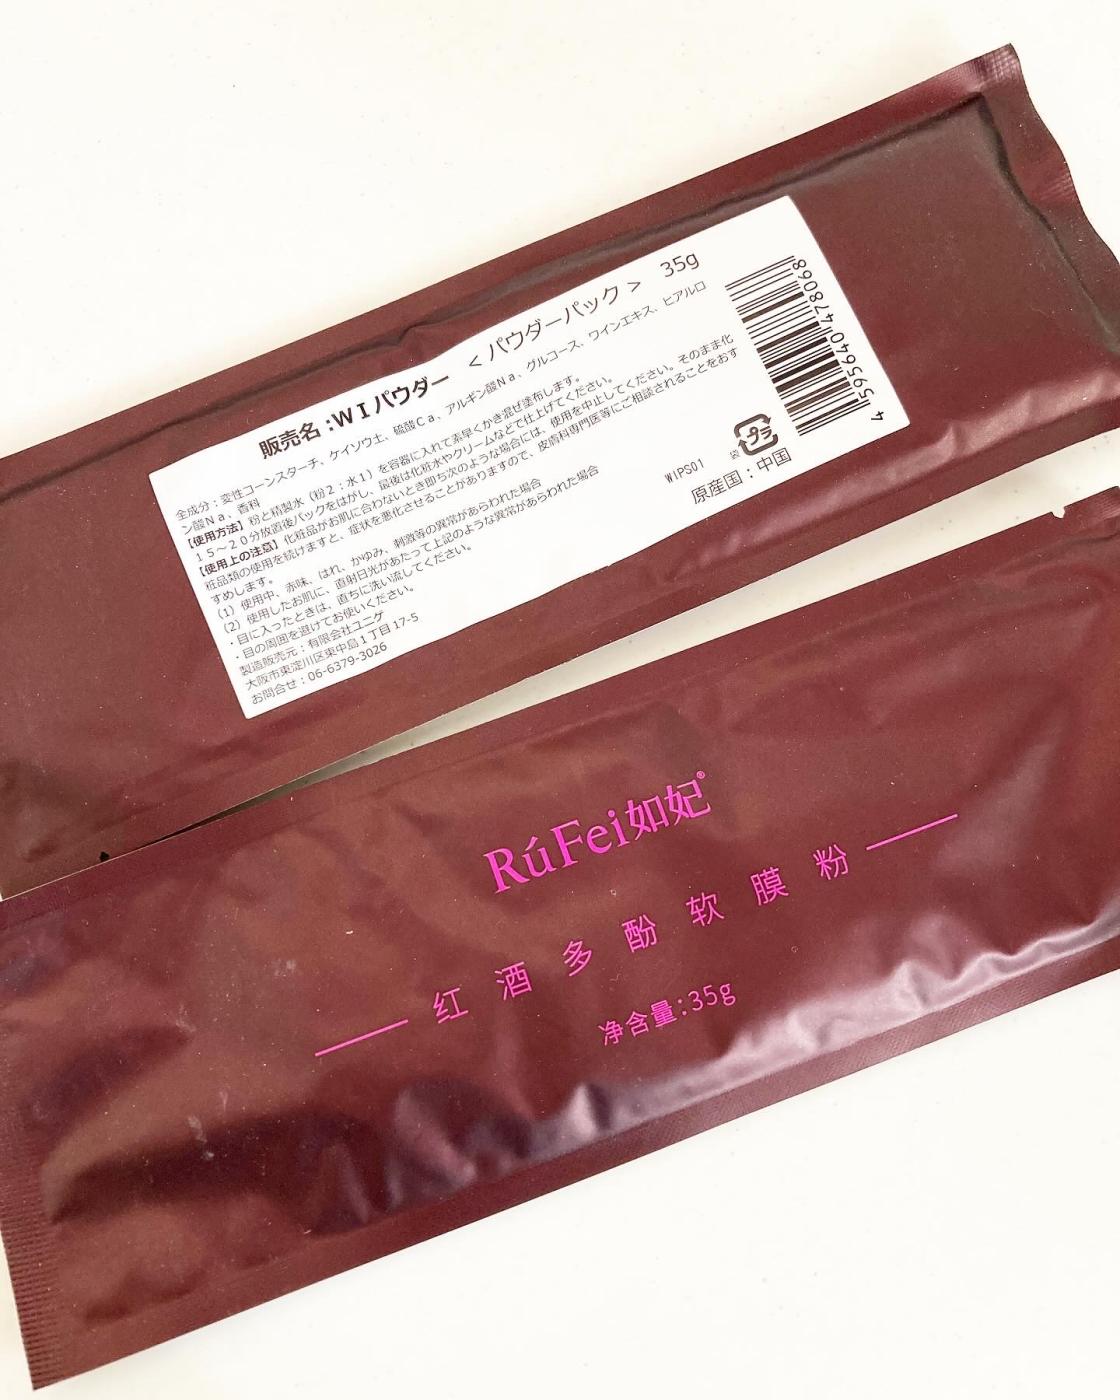 販売名：ＷＩパウダー　＜パウダーパック＞　35g
全成分：変性コーンスターチ、ケイソウ土、硫酸Ｃａ、アルギン酸Ｎａ、グルコース、ワインエキス、ヒアルロ
ン酸Ｎａ、香料
【使用方法】粉と精製水（粉２：水１）を容器に入れて素早くかき混ぜ塗布します。
１５～２０分放置後パックをはがし、最後は化粧水やクリームなどで仕上げてください。
【使用上の注意】化粧品がお肌に合わないとき即ち次のような場合には、使用を中止してください。そのまま化
粧品類の使用を続けますと、症状を悪化させることがありますので、皮膚科専門医等にご相談されることをおす
すめします。
（1）使用中、赤味、はれ、かゆみ、刺激等の異常があらわれた場合
（2）使用したお肌に、直射日光があたって上記のような異常があらわれた場合
・目に入ったときは、直ちに洗い流してください。
・目の周囲を避けてお使いください。
製造販売元：有限会社ユニゲ
大阪市東淀川区東中島１丁目 17-5
お問合せ：06-6379-3026
4 595640 478068
プラ
袋
WIPS01
原産国：中国
RúFei如妃®
红酒多酚软膜粉
净含量:35g